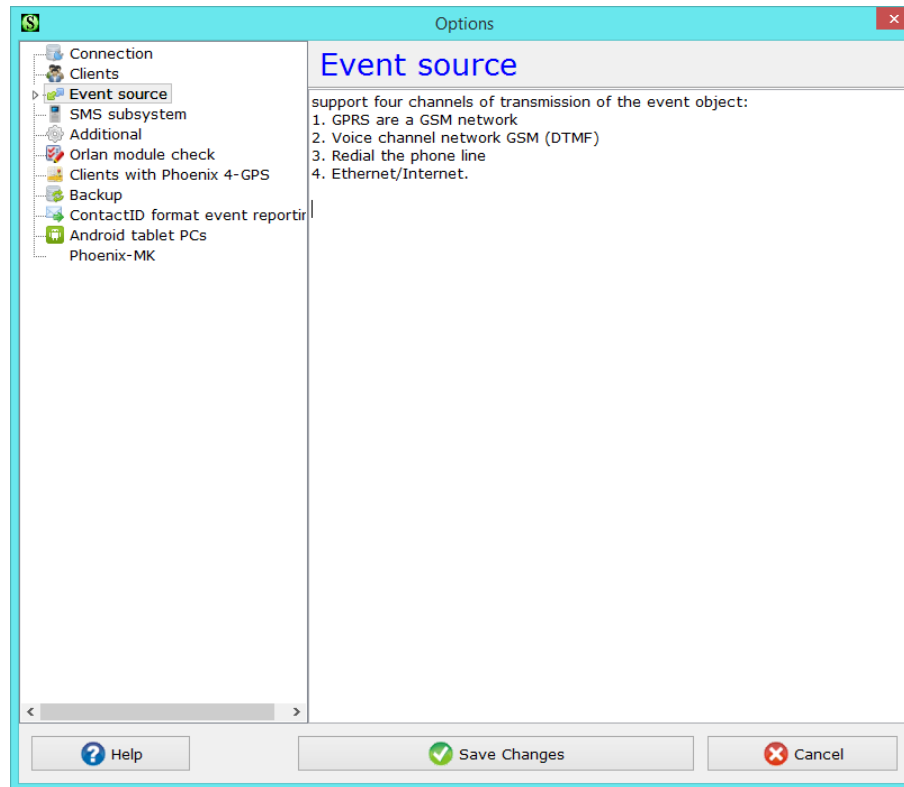 S
Options
Connection
Clients
Event source
SMS subsystem
Additional
Orlan module check
Clients with Phoenix 4-GPS
Backup
ContactID format event reportin
Android tablet PCs
Phoenix-MK
Event source
support four channels of transmission of the event object:
1. GPRS are a GSM network
2. Voice channel network GSM (DTMF)
3. Redial the phone line
4. Ethernet/Internet.
Help
Save Changes
Cancel